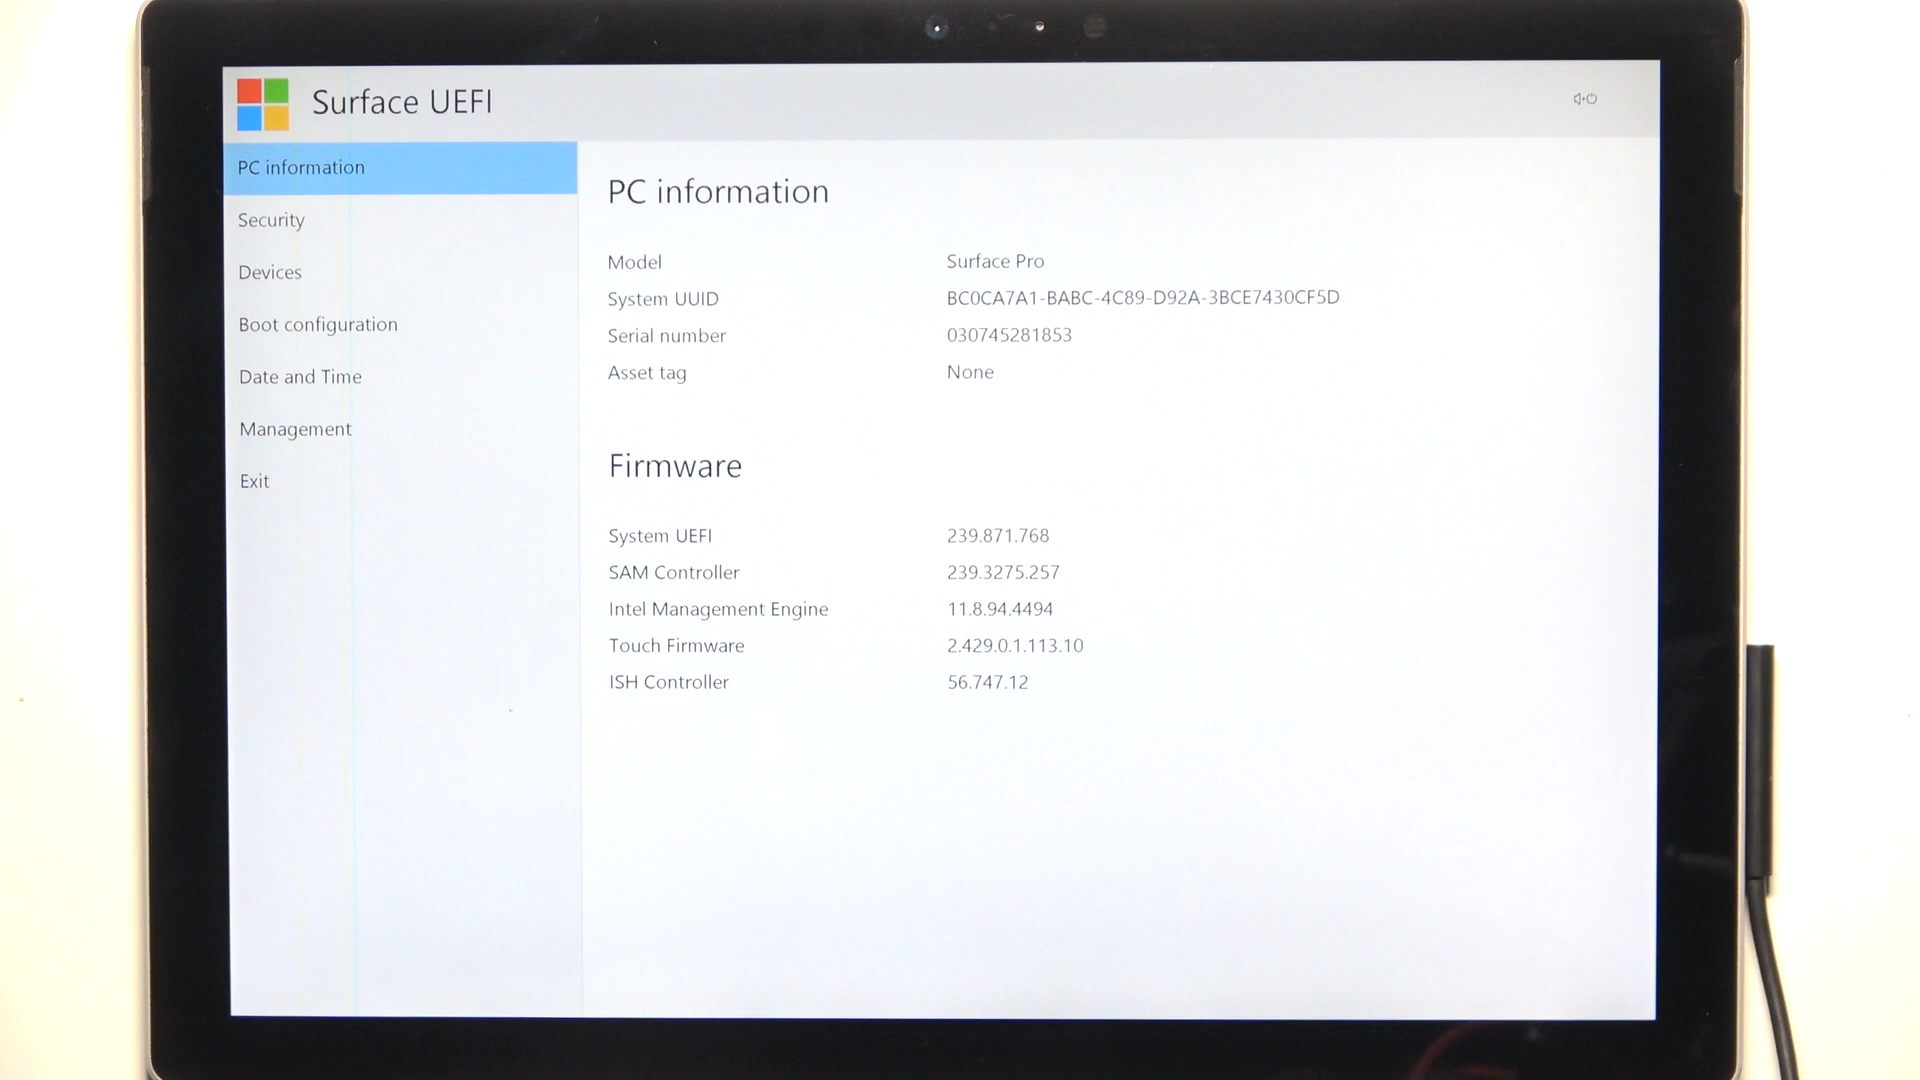 Surface UEFI
PC information
Security
Devices
Boot configuration
Date and Time
Management
Exit
PC information
Model Surface Pro
System UUID BC0CA7A1-BABC-4C89-D92A-3BCE7430CF5D
Serial number 030745281853
Asset tag None
Firmware
System UEFI 239.871.768
SAM Controller 239.3275.257
Intel Management Engine 11.8.94.4494
Touch Firmware 2.429.0.1.113.10
ISH Controller 56.747.12